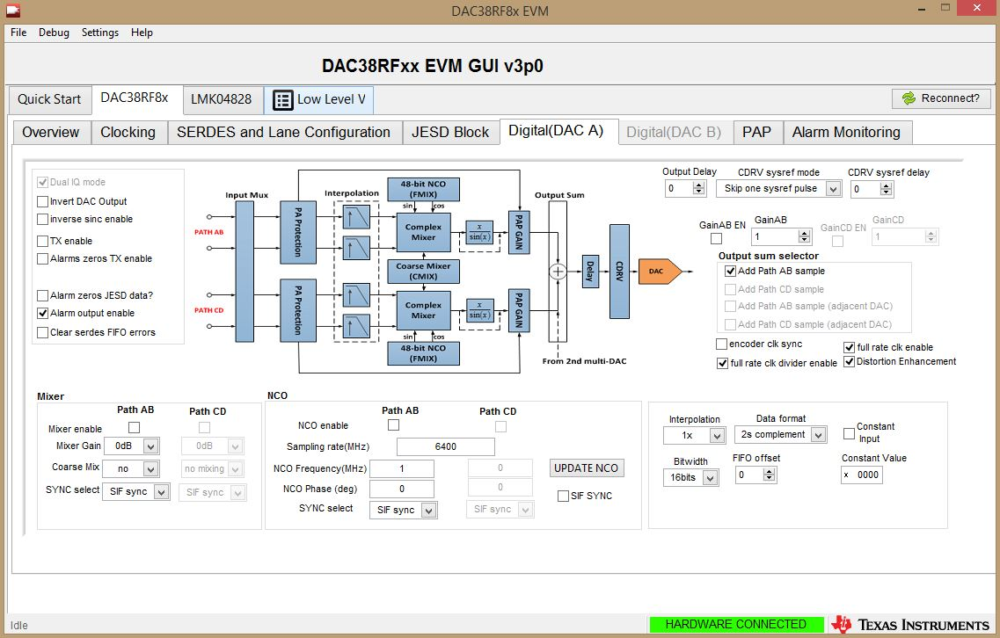 DAC38RF8x EVM
File Debug Settings Help
DAC38RFxx EVM GUI v3p0
Quick Start DAC38RF8x LMK04828 Low Level V Reconnect?
Overview Clocking SERDES and Lane Configuration JESD Block Digital(DAC A) Digital(DAC B) PAP Alarm Monitoring
Dual IQ mode
Invert DAC Output
inverse sinc enable
TX enable
Alarms zeros TX enable
Alarm zeros JESD data?
Alarm output enable
Clear serdes FIFO errors
Input Mux
PATH AB
PATH CD
PA Protection
PA Protection
Interpolation
48-bit NCO
(FMIX)
sin cos
Complex
Mixer
Coarse Mixer
(CMIX)
Complex
Mixer
sin cos
48-bit NCO
(FMIX)
x
sin(x)
x
sin(x)
PAP GAIN
PAP GAIN
Output Sum
From 2nd multi-DAC
Delay
CDRV
DAC
Output Delay CDRV sysref mode CDRV sysref delay
0 Skip one sysref pulse 0
GainAB EN GainAB GainCD EN GainCD
1 1
Output sum selector
Add Path AB sample
Add Path CD sample
Add Path AB sample (adjacent DAC)
Add Path CD sample (adjacent DAC)
encoder clk sync full rate clk enable
full rate clk divider enable Distortion Enhancement
Mixer
Path AB Path CD
Mixer enable
Mixer Gain 0dB 0dB
Coarse Mix no no mixing
SYNC select SIF sync SIF sync
NCO
Path AB Path CD
NCO enable
Sampling rate(MHz) 6400
NCO Frequency(MHz) 1 0 UPDATE NCO
NCO Phase (deg) 0 0
SIF SYNC
SYNC select SIF sync SIF sync
Interpolation Data format
1x 2s complement Constant
Input
Bitwidth FIFO offset Constant Value
16bits 0 x 0000
Idle HARDWARE CONNECTED TEXAS INSTRUMENTS